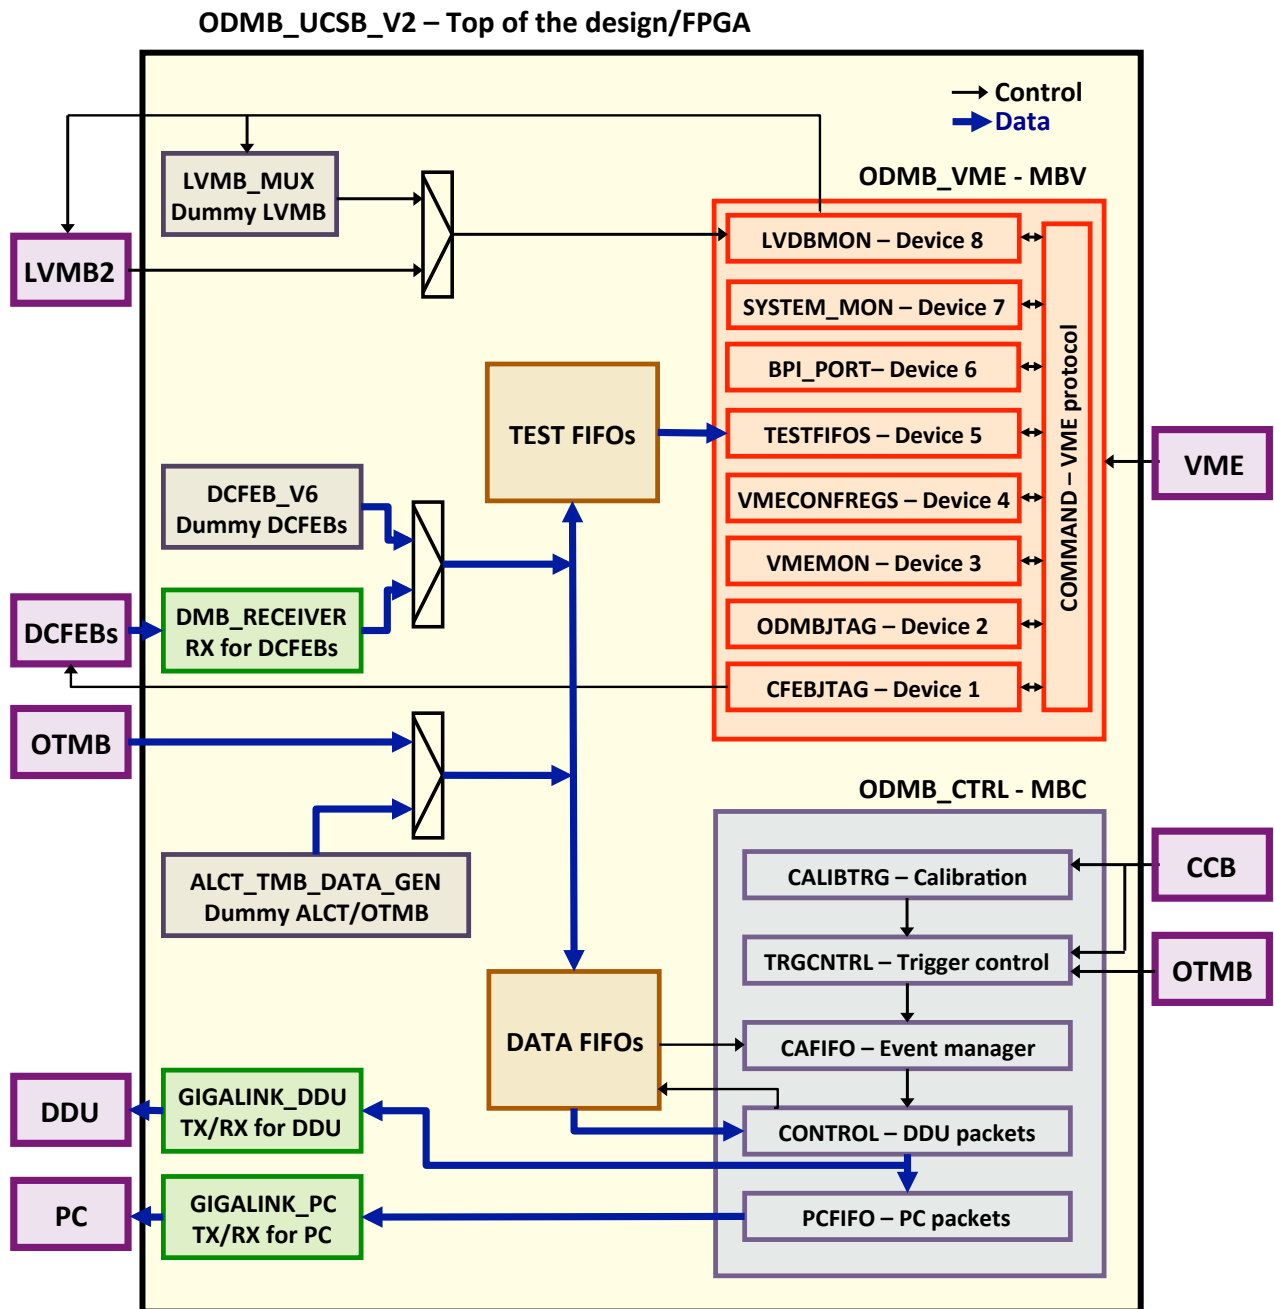 ODMB_UCSB_V2 – Top of the design/FPGA
Control
Data
LVMB_MUX
Dummy LVMB
LVMB2
ODMB_VME - MBV
LVDBMON – Device 8
SYSTEM_MON – Device 7
BPI_PORT– Device 6
TESTFIFOS – Device 5
VMECONFREGS – Device 4
VMEMON – Device 3
ODMBJTAG – Device 2
CFEBJTAG – Device 1
COMMAND – VME protocol
VME
TEST FIFOs
DCFEB_V6
Dummy DCFEBs
DCFEBs
DMB_RECEIVER
RX for DCFEBs
OTMB
ALCT_TMB_DATA_GEN
Dummy ALCT/OTMB
ODMB_CTRL - MBC
CALIBTRG – Calibration
TRGCNTRL – Trigger control
CAFIFO – Event manager
CONTROL – DDU packets
PCFIFO – PC packets
CCB
OTMB
DATA FIFOs
DDU
GIGALINK_DDU
TX/RX for DDU
PC
GIGALINK_PC
TX/RX for PC